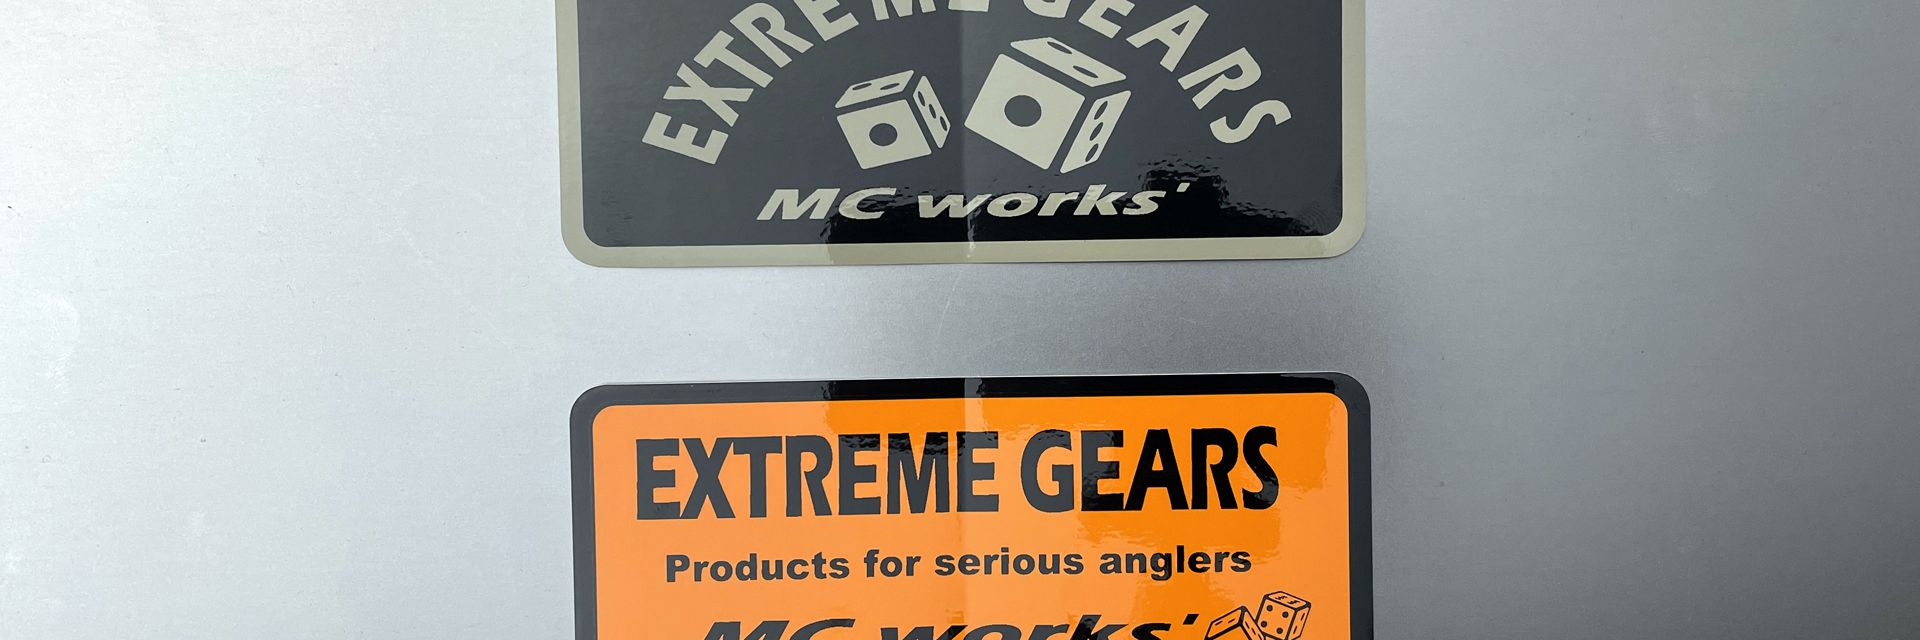 EXTREME GEARS
MC works'
EXTREME GEARS
Products for serious anglers
MC works'